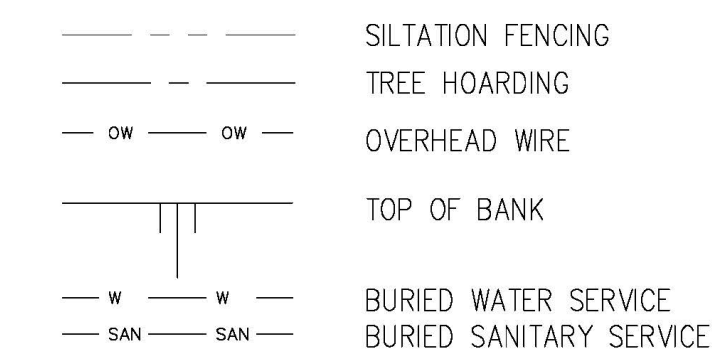 SILTATION FENCING
TREE HOARDING
OW OW OVERHEAD WIRE
TOP OF BANK
W W BURIED WATER SERVICE
SAN SAN BURIED SANITARY SERVICE